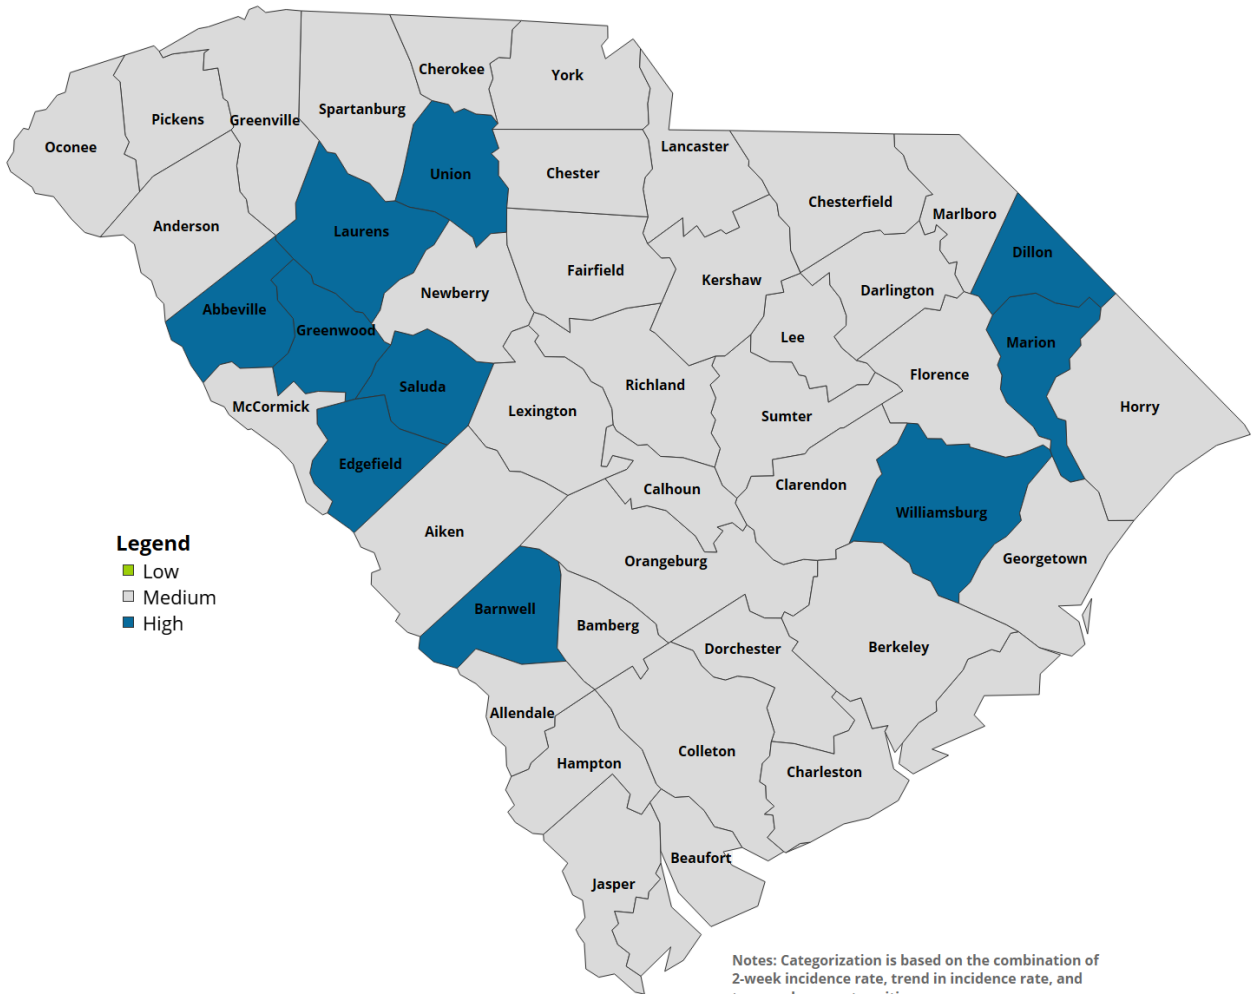 Cherokee
York
Spartanburg
Pickens
Greenville
Oconee
Lancaster
Union
Chester
Chesterfield
Marlboro
Anderson
Laurens
Dillon
Fairfield
Kershaw
Darlington
Newberry
Abbeville
Greenwood
Lee
Marion
Florence
Saluda
Richland
McCormick
Lexington
Sumter
Horry
Edgefield
Calhoun
Clarendon
Williamsburg
Aiken
Orangeburg
Georgetown
Legend
Low
Medium
High
Barnwell
Bamberg
Dorchester
Berkeley
Allendale
Colleton
Hampton
Charleston
Beaufort
Jasper
Notes: Categorization is based on the combination of
2-week incidence rate, trend in incidence rate, and